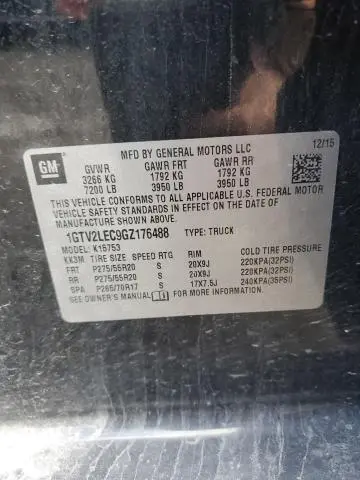 MFD BY GENERAL MOTORS LLC
12/15
GM
GVWR GAWR FRT GAWR RR
3266 KG 1792 KG 1792 KG
7200 LB 3950 LB 3950 LB
THIS VEHICLE CONFORMS TO ALL APPLICABLE U.S. FEDERAL MOTOR
VEHICLE SAFETY STANDARDS IN EFFECT ON THE DATE OF
MANUFACTURE SHOWN ABOVE.
1GTV2LEC9GZ176488 TYPE: TRUCK
MODEL: K15753
KK3M TIRE SIZE SPEED RTG RIM COLD TIRE PRESSURE
FRT P275/55R20 S 20X9J 220KPA(32PSI)
RR P275/55R20 S 20X9J 220KPA(32PSI)
SPA P265/70R17 S 17X7.5J 240KPA(35PSI)
SEE OWNER'S MANUAL FOR MORE INFORMATION.